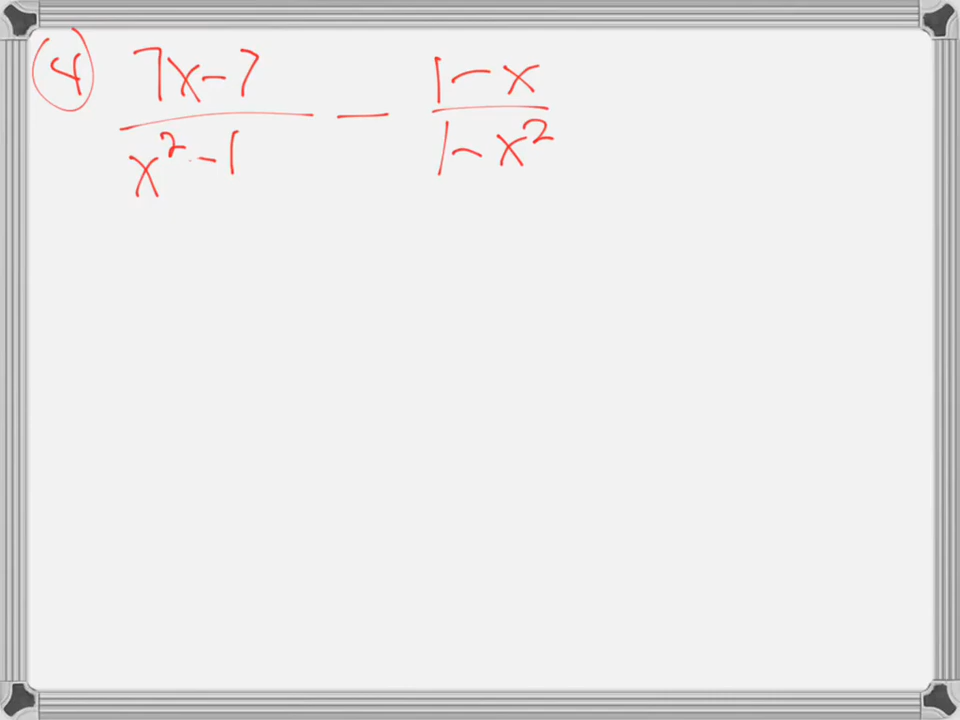 ④ 7x-7 1-x
――― — ―――
x²-1 1-x²